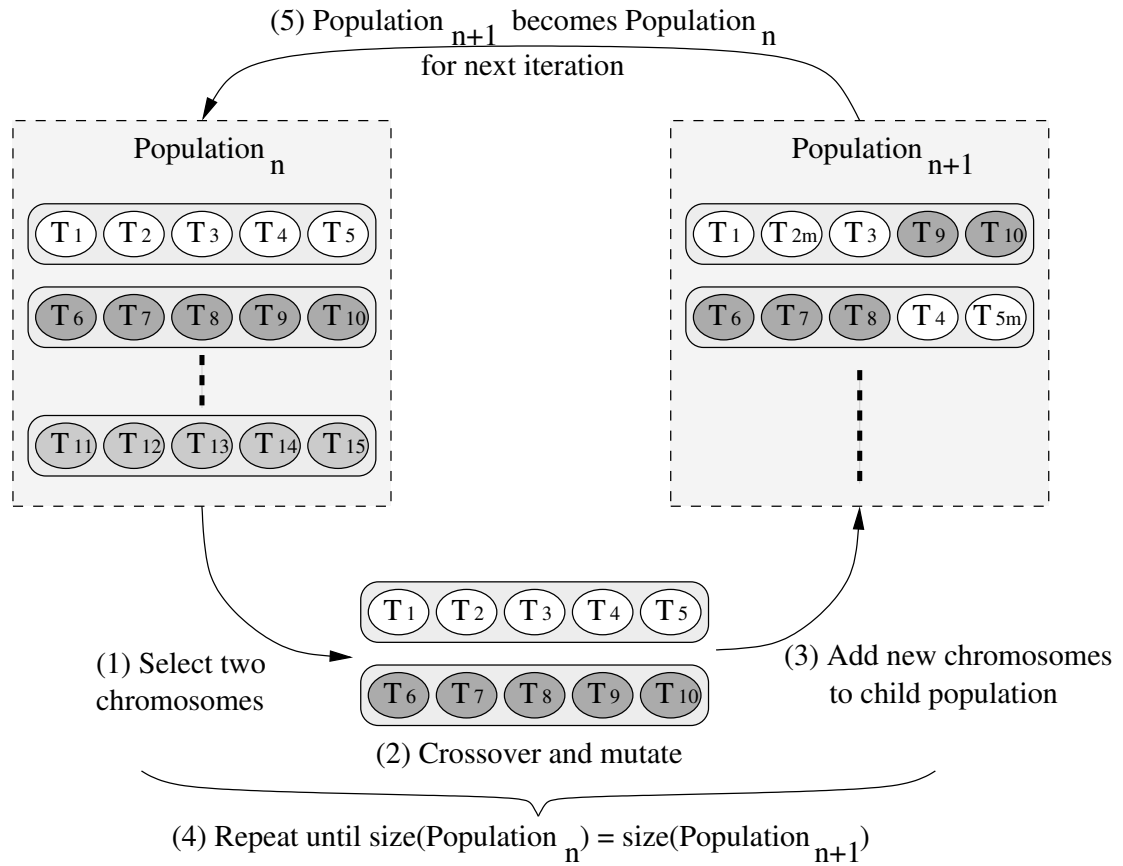 (5) Population n+1 becomes Population n
for next iteration
Population n
Population n+1
T1 T2 T3 T4 T5
T1 T2m T3 T9 T10
T6 T7 T8 T9 T10
T6 T7 T8 T4 T5m
T11 T12 T13 T14 T15
T1 T2 T3 T4 T5
(1) Select two
chromosomes
T6 T7 T8 T9 T10
(3) Add new chromosomes
to child population
(2) Crossover and mutate
(4) Repeat until size(Population n) = size(Population n+1)